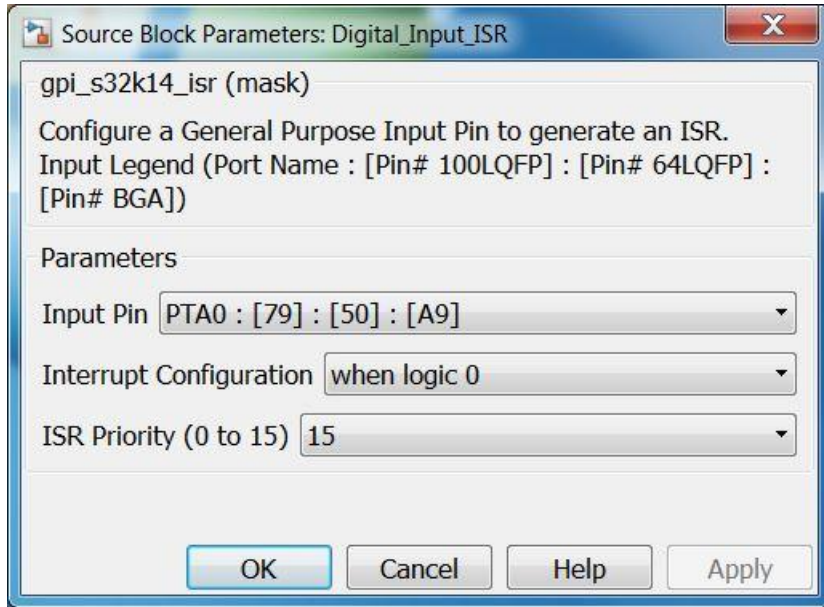 Source Block Parameters: Digital_Input_ISR
gpi_s32k14_isr (mask)
Configure a General Purpose Input Pin to generate an ISR.
Input Legend (Port Name : [Pin# 100LQFP] : [Pin# 64LQFP] :
[Pin# BGA])
Parameters
Input Pin PTA0 : [79] : [50] : [A9]
Interrupt Configuration when logic 0
ISR Priority (0 to 15) 15
OK Cancel Help Apply